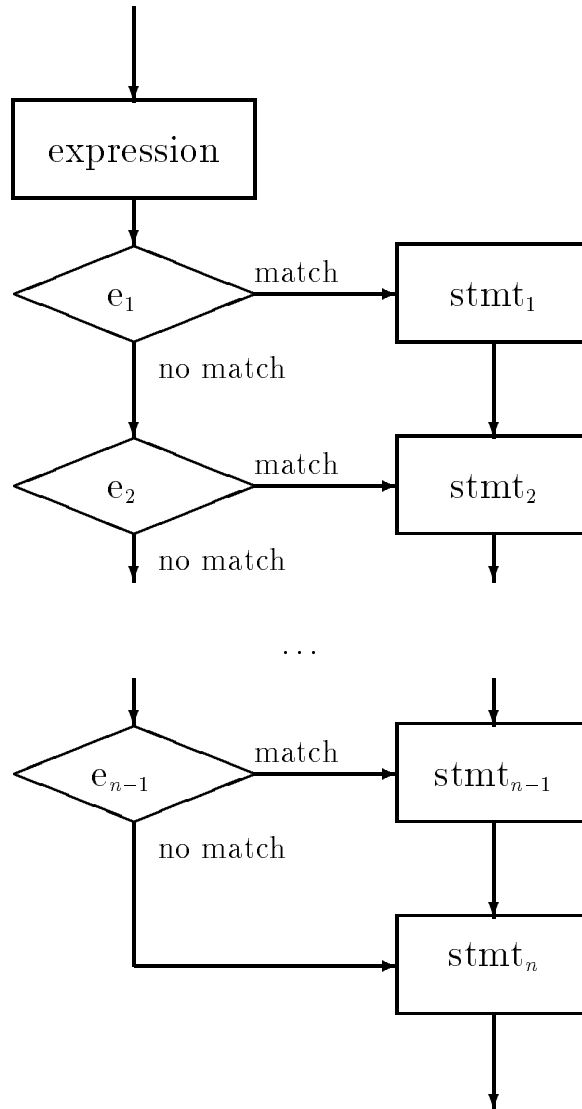 expression
e₁ match stmt₁
no match
e₂ match stmt₂
no match
...
eₙ₋₁ match stmtₙ₋₁
no match
stmtₙ